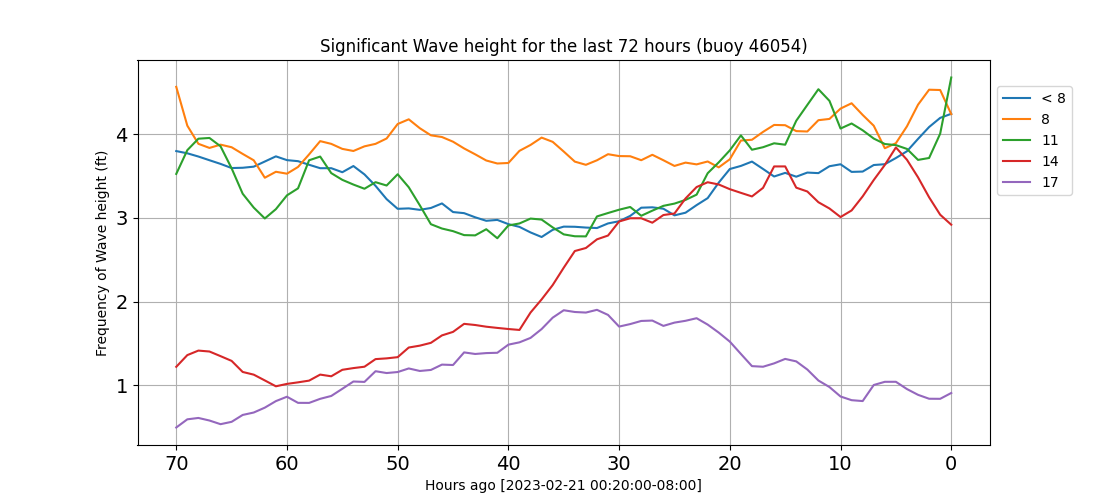 Significant Wave height for the last 72 hours (buoy 46054)
Frequency of Wave height (ft)
4
3
2
1
70 60 50 40 30 20 10 0
Hours ago [2023-02-21 00:20:00-08:00]
< 8
8
11
14
17